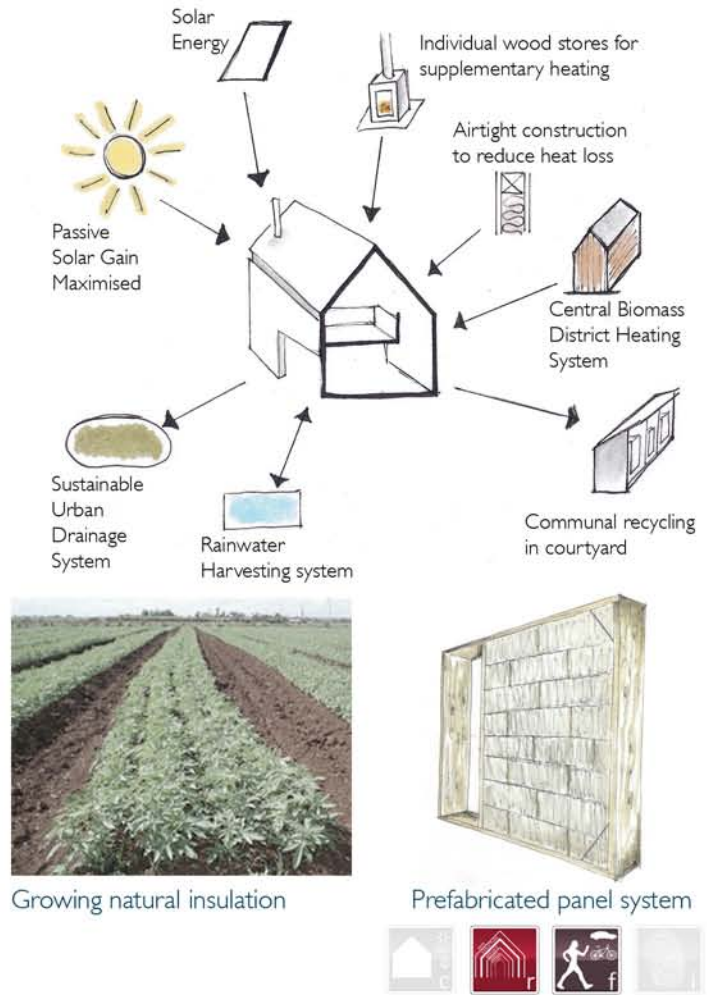 Solar
Energy
Individual wood stores for
supplementary heating
Airtight construction
to reduce heat loss
Passive
Solar Gain
Maximised
Central Biomass
District Heating
System
Sustainable
Urban
Drainage
System
Rainwater
Harvesting system
Communal recycling
in courtyard
Growing natural insulation
Prefabricated panel system
c
r
f
i